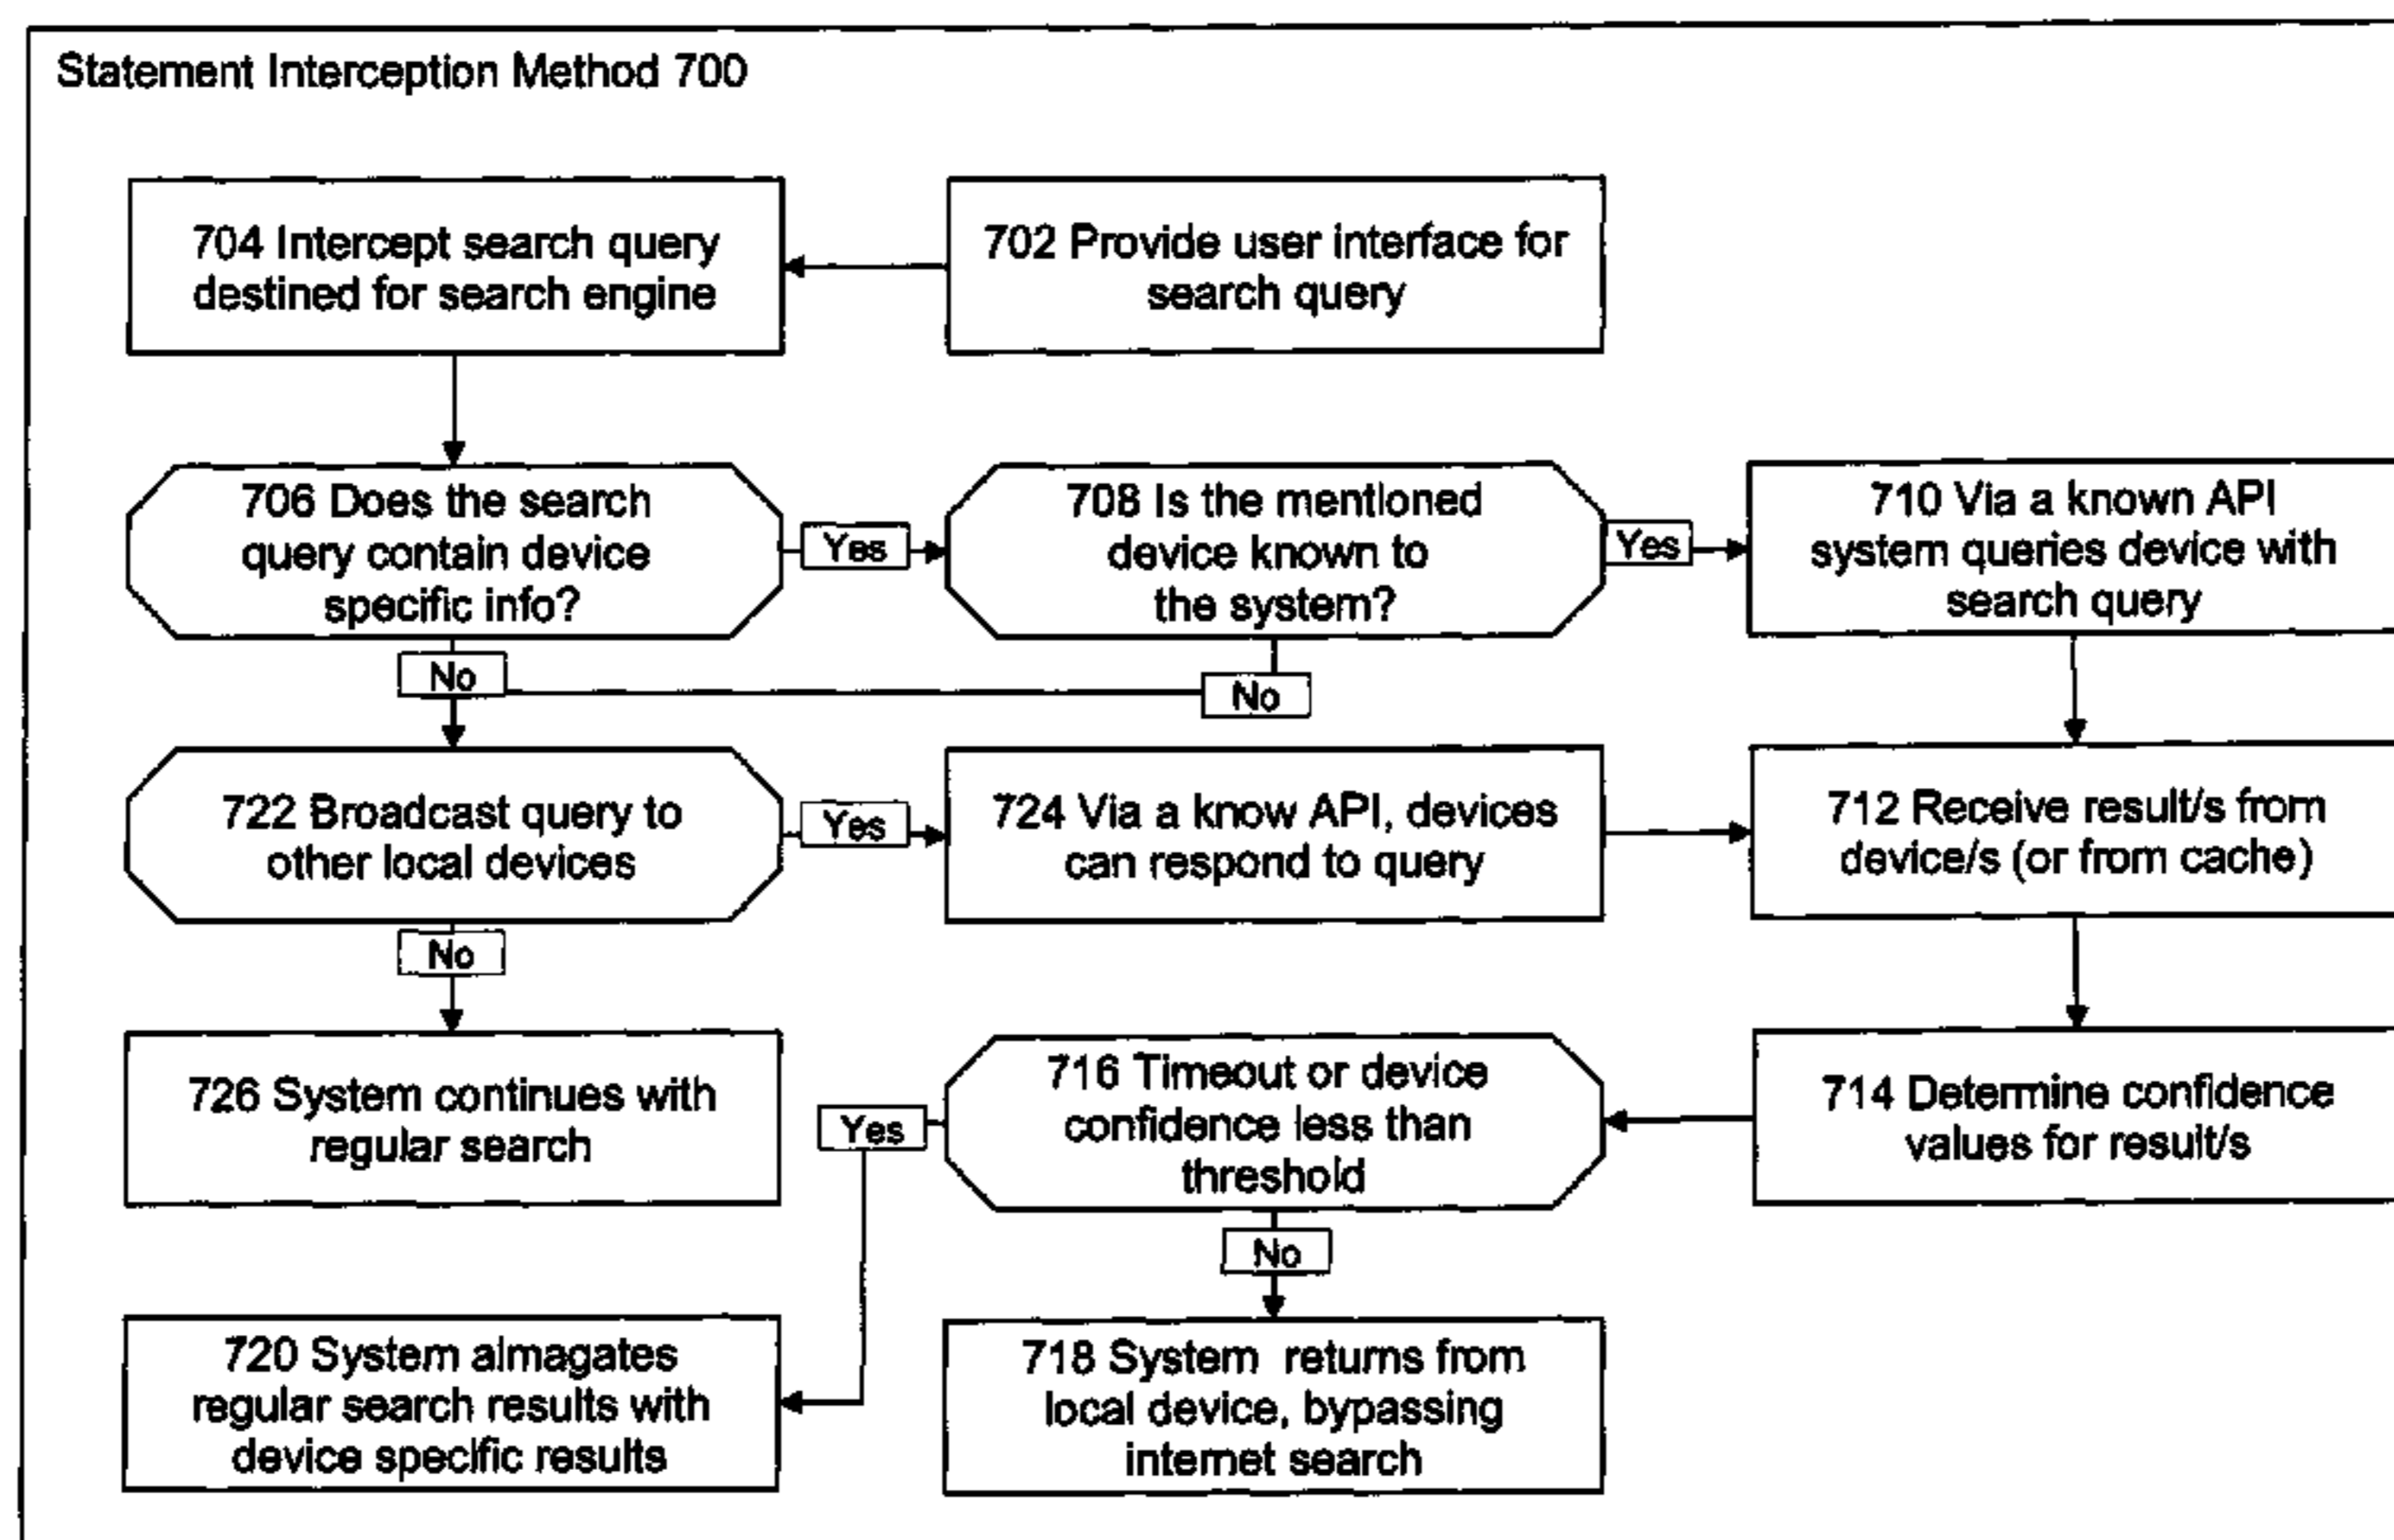 Statement Interception Method 700
704 Intercept search query
destined for search engine
702 Provide user interface for
search query
706 Does the search
query contain device
specific info?
Yes
708 Is the mentioned
device known to
the system?
Yes
710 Via a known API
system queries device with
search query
No
No
722 Broadcast query to
other local devices
Yes
724 Via a know API, devices
can respond to query
712 Receive result/s from
device/s (or from cache)
No
726 System continues with
regular search
Yes
716 Timeout or device
confidence less than
threshold
714 Determine confidence
values for result/s
No
720 System almagates
regular search results with
device specific results
718 System returns from
local device, bypassing
internet search